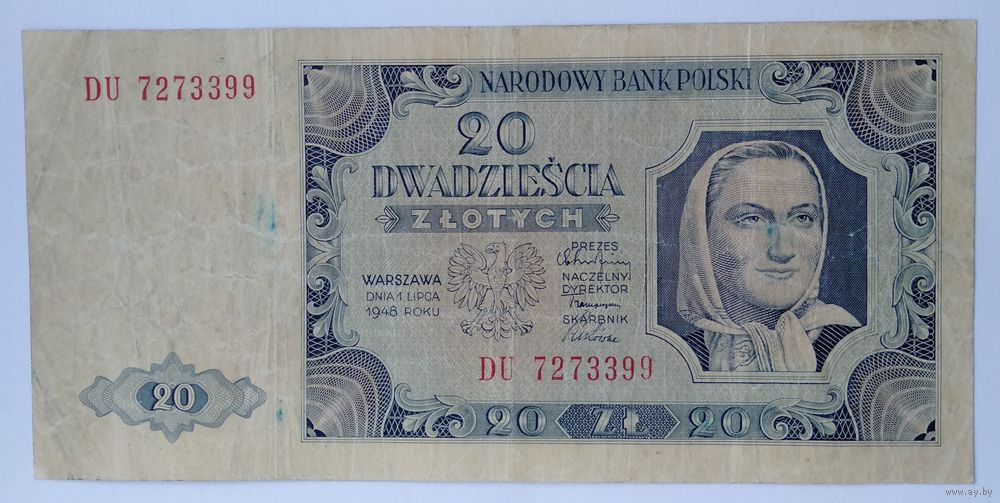 DU 7273399
NARODOWY BANK POLSKI
20
DWADZIEŚCIA
ZŁOTYCH
WARSZAWA
DNIA 1 LIPCA
1948 ROKU
PREZES
NACZELNY
DYREKTOR
SKARBNIK
DU 7273399
20
20 ZŁ 20
www.ay.by